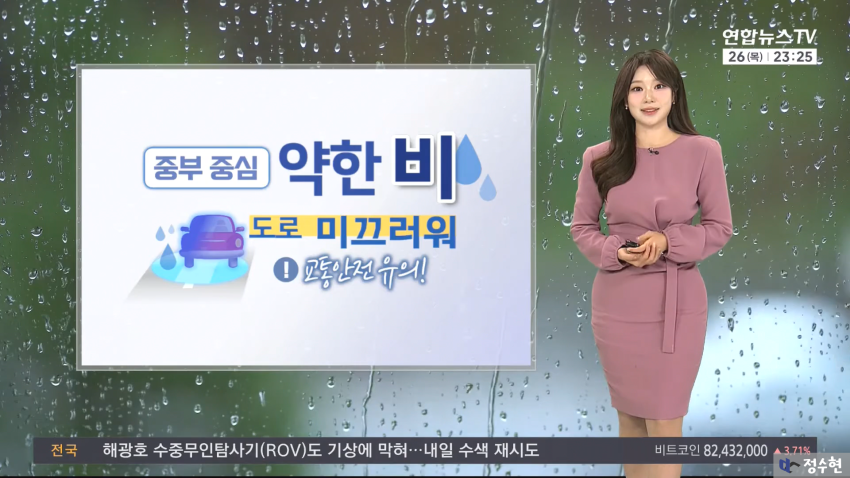 연합뉴스TV
26(목) 23:25
중부 중심 약한 비
도로 미끄러워
! 교통안전 유의!
전국 해광호 수중무인탐사기(ROV)도 기상에 막혀…내일 수색 재시도 비트코인 82,432,000 ▲3.71%
정수현